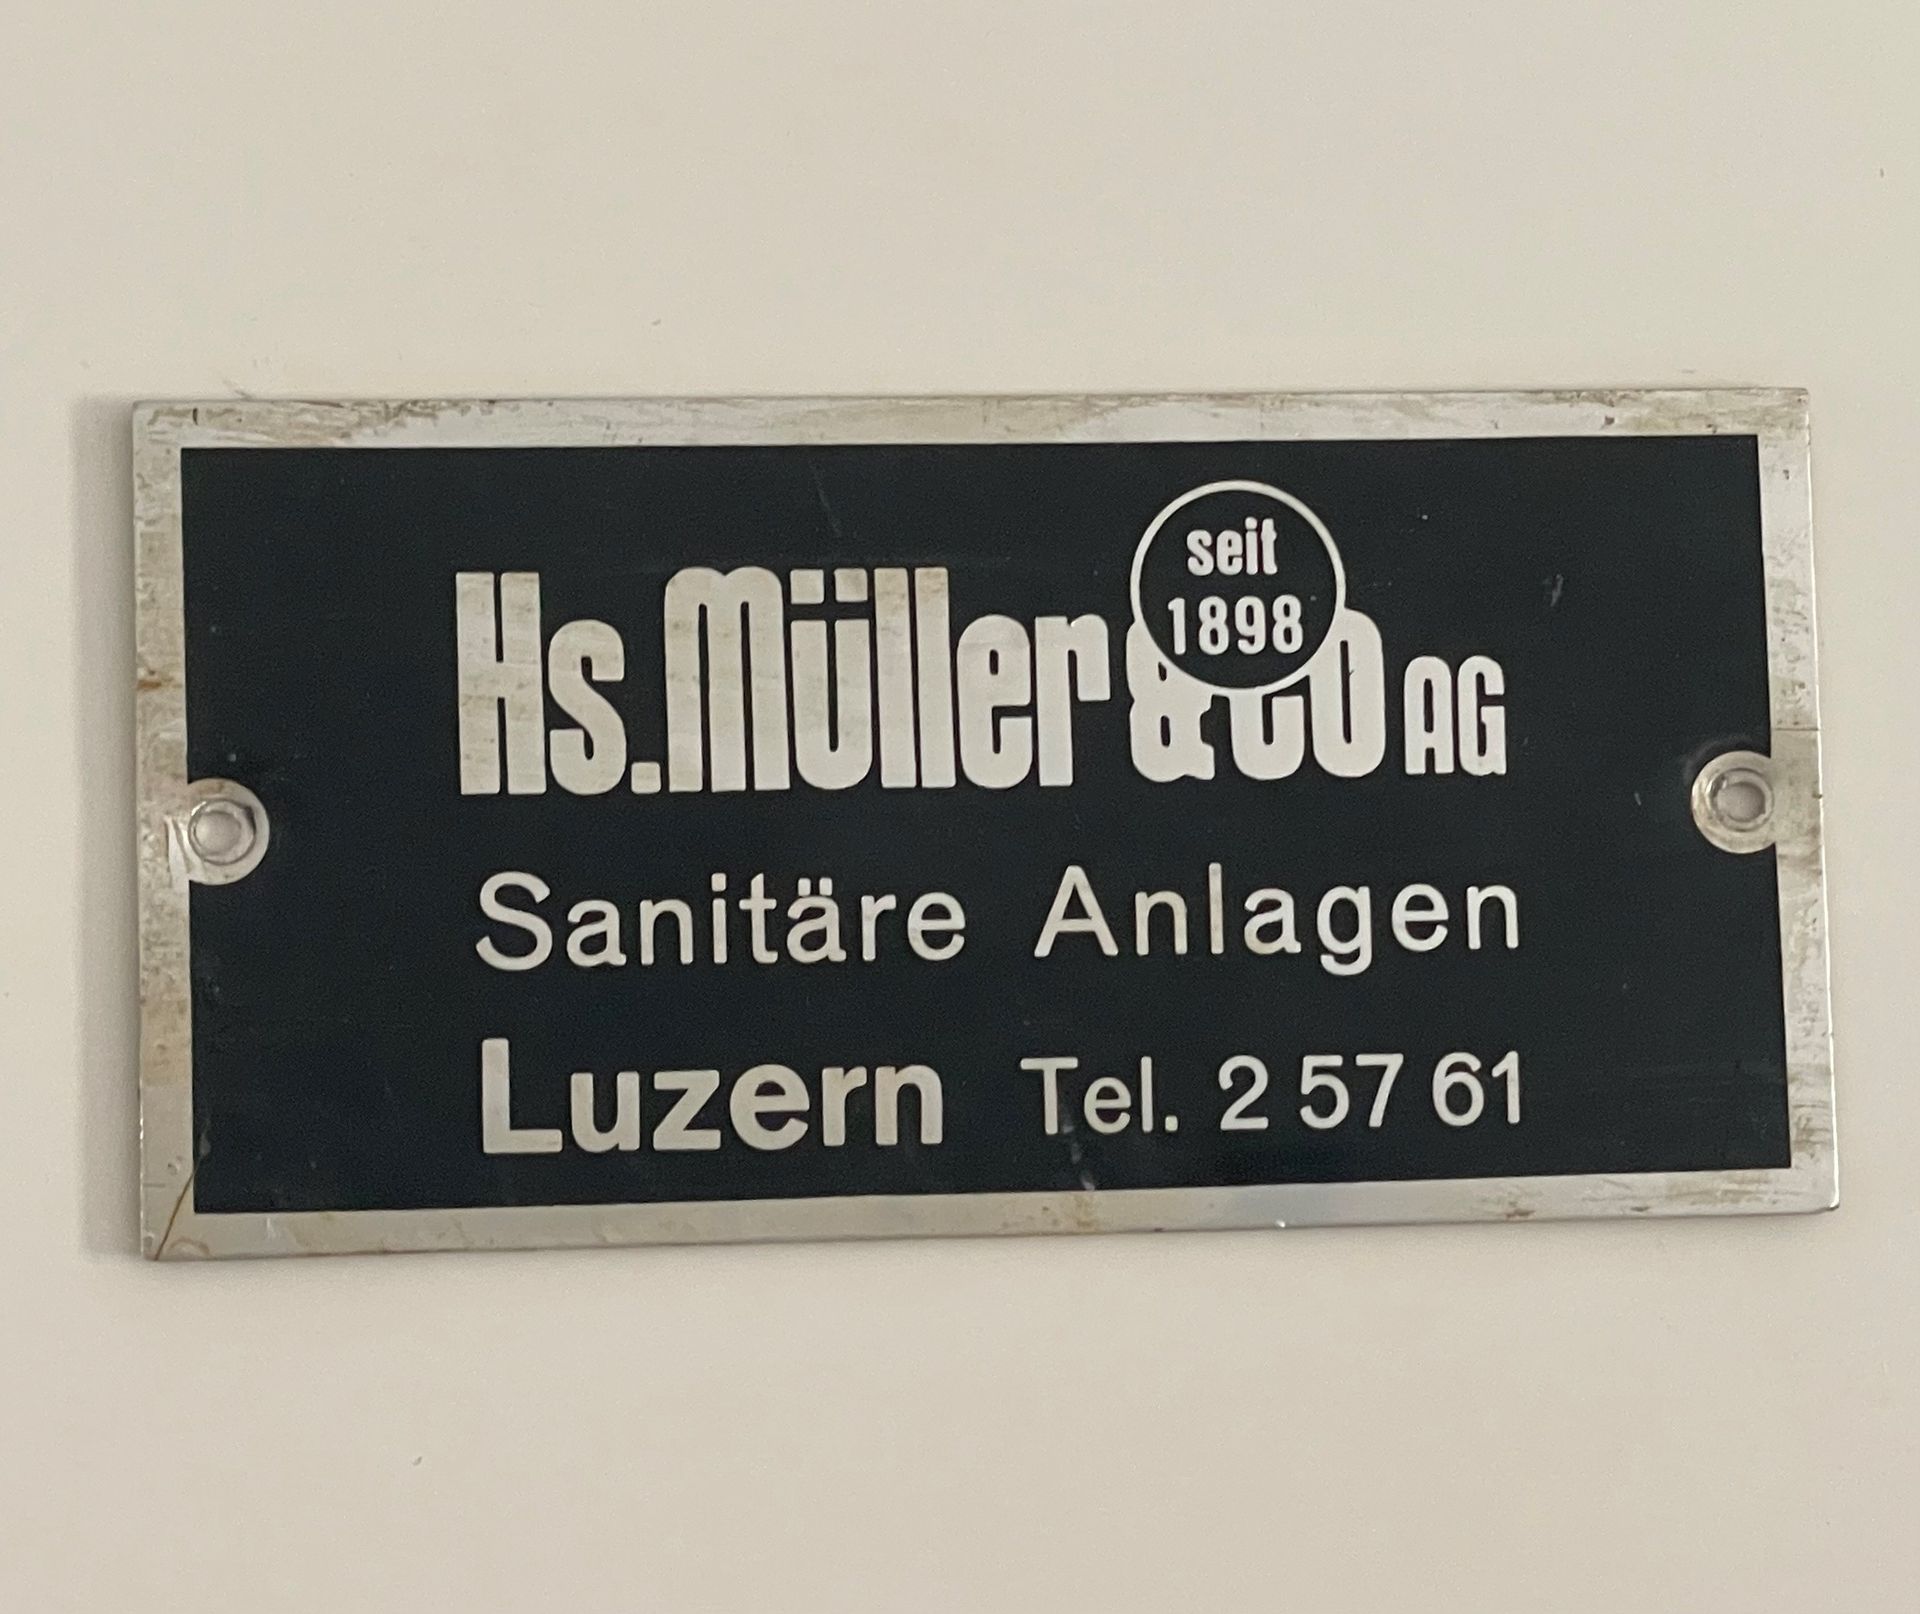 seit
1898
Hs. Müller & Co AG
Sanitäre Anlagen
Luzern Tel. 2 57 61